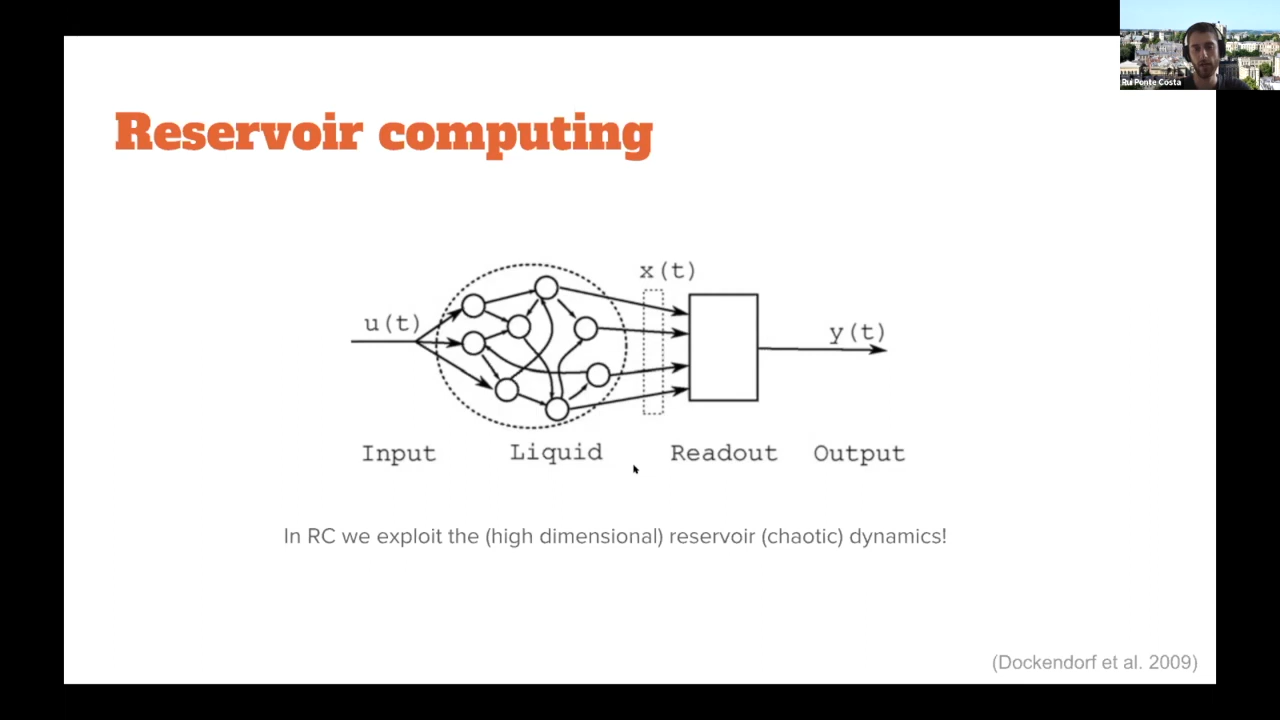 Rui Ponte Costa
Reservoir computing
x(t)
u(t)
y(t)
Input Liquid Readout Output
In RC we exploit the (high dimensional) reservoir (chaotic) dynamics!
(Dockendorf et al. 2009)